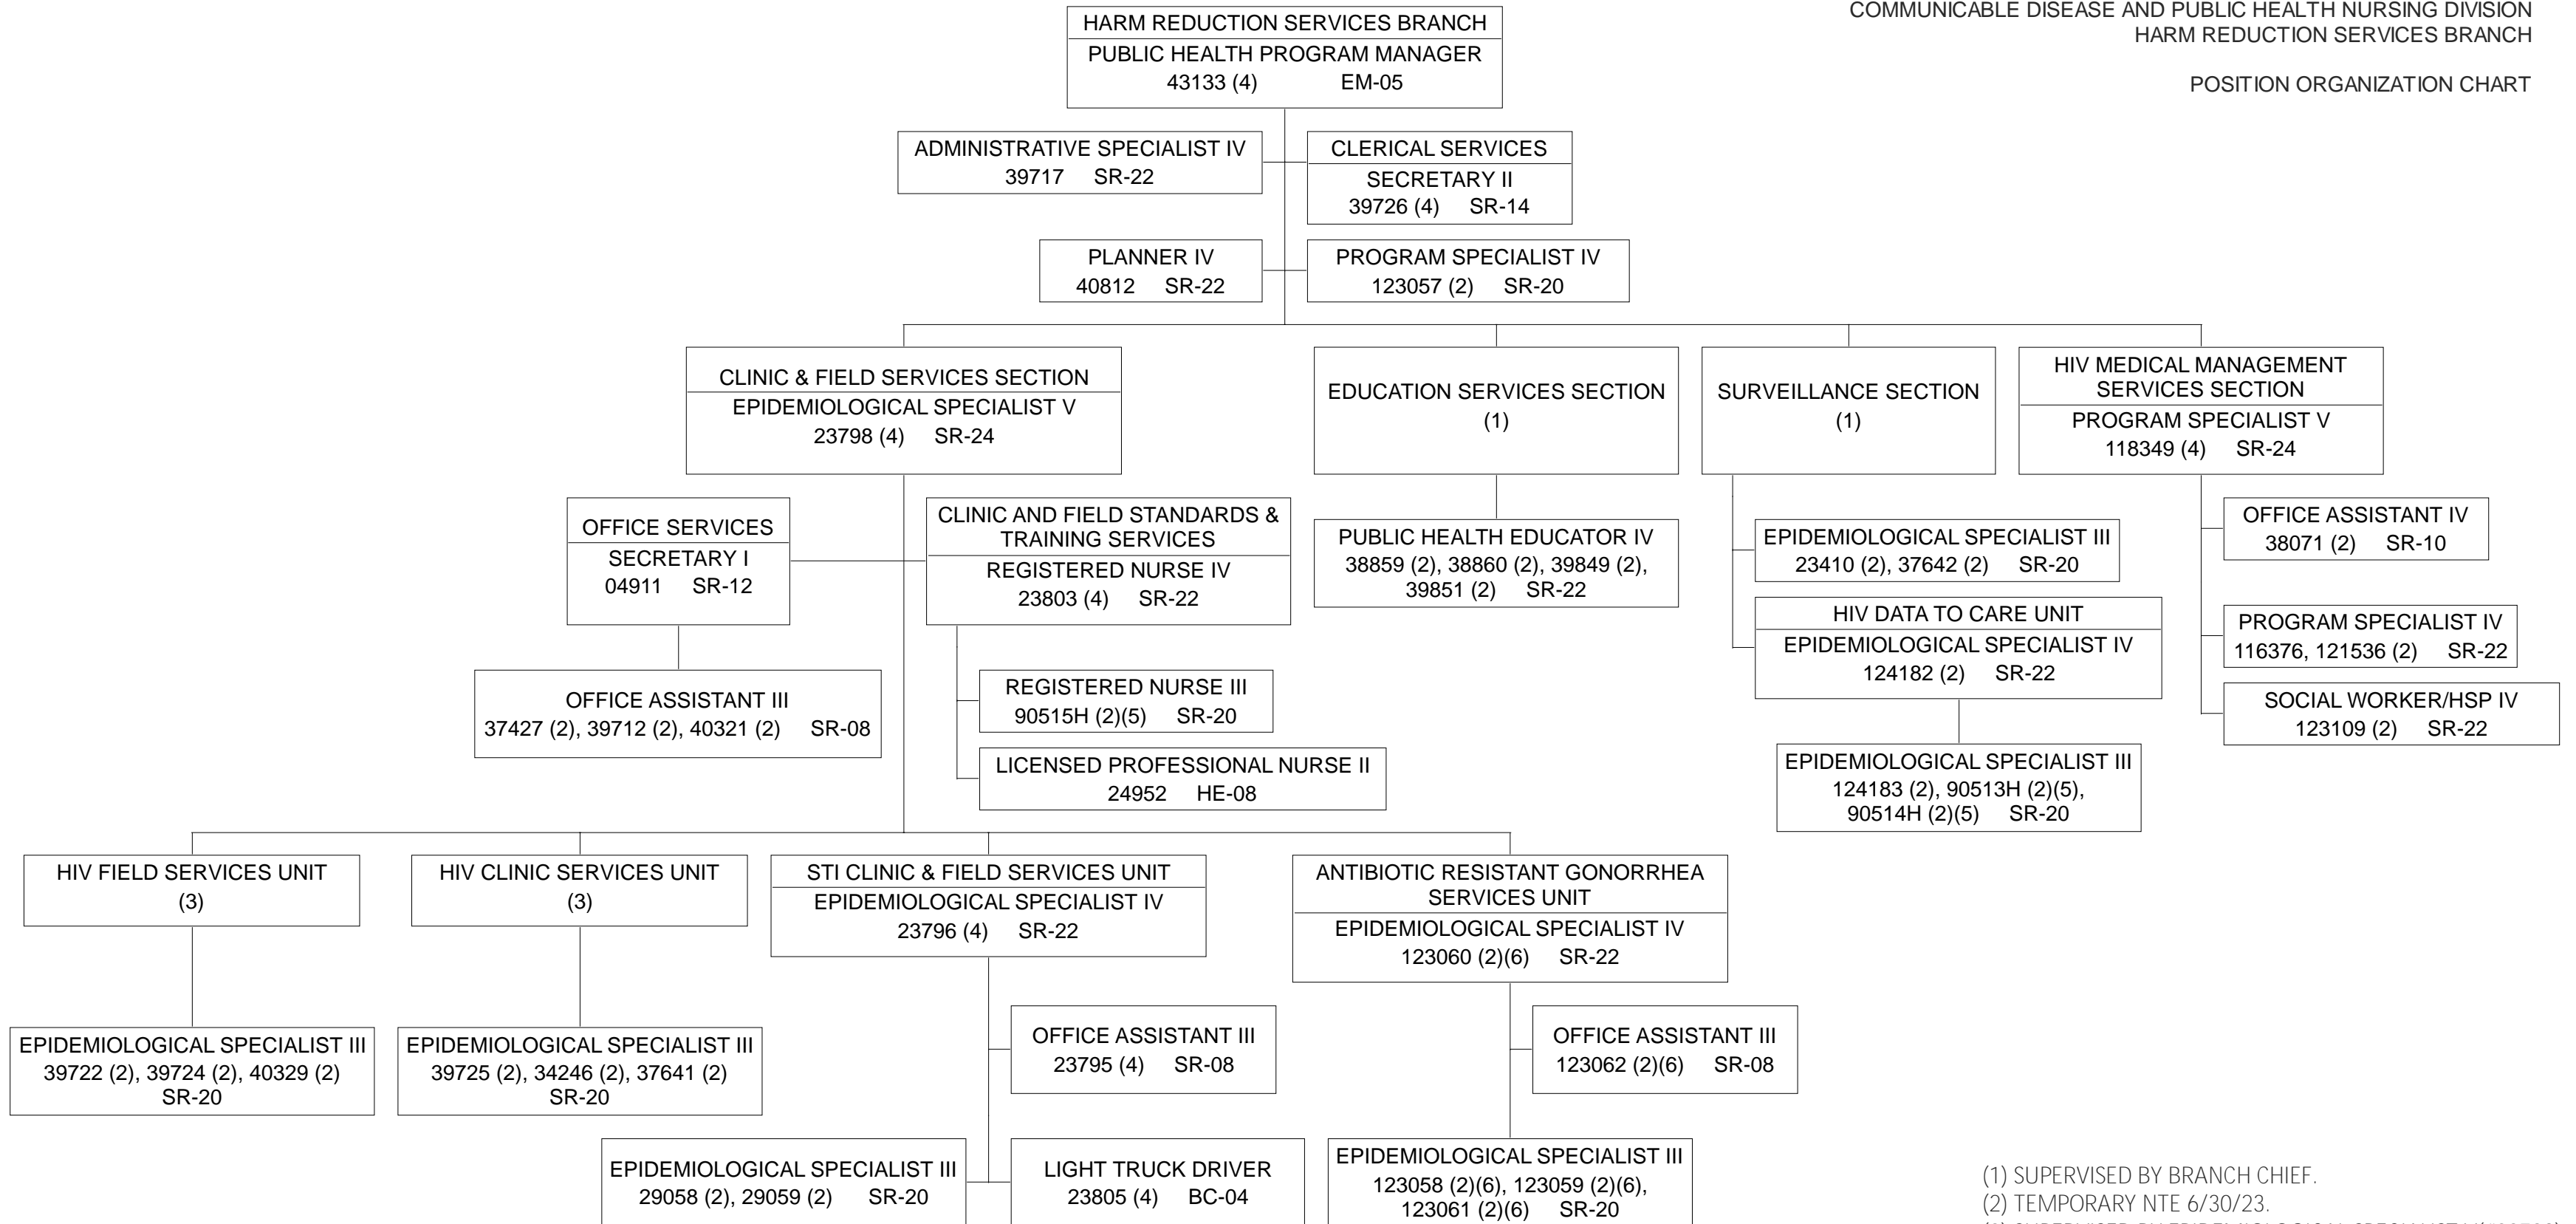 COMMUNICABLE DISEASE AND PUBLIC HEALTH NURSING DIVISION
HARM REDUCTION SERVICES BRANCH
POSITION ORGANIZATION CHART
HARM REDUCTION SERVICES BRANCH
PUBLIC HEALTH PROGRAM MANAGER
43133 (4) EM-05
ADMINISTRATIVE SPECIALIST IV
39717 SR-22
CLERICAL SERVICES
SECRETARY II
39726 (4) SR-14
PLANNER IV
40812 SR-22
PROGRAM SPECIALIST IV
123057 (2) SR-20
CLINIC & FIELD SERVICES SECTION
EPIDEMIOLOGICAL SPECIALIST V
23798 (4) SR-24
EDUCATION SERVICES SECTION
(1)
SURVEILLANCE SECTION
(1)
HIV MEDICAL MANAGEMENT
SERVICES SECTION
PROGRAM SPECIALIST V
118349 (4) SR-24
OFFICE SERVICES
SECRETARY I
04911 SR-12
CLINIC AND FIELD STANDARDS &
TRAINING SERVICES
REGISTERED NURSE IV
23803 (4) SR-22
PUBLIC HEALTH EDUCATOR IV
38859 (2), 38860 (2), 39849 (2),
39851 (2) SR-22
EPIDEMIOLOGICAL SPECIALIST III
23410 (2), 37642 (2) SR-20
OFFICE ASSISTANT IV
38071 (2) SR-10
HIV DATA TO CARE UNIT
EPIDEMIOLOGICAL SPECIALIST IV
124182 (2) SR-22
PROGRAM SPECIALIST IV
116376, 121536 (2) SR-22
OFFICE ASSISTANT III
37427 (2), 39712 (2), 40321 (2) SR-08
REGISTERED NURSE III
90515H (2)(5) SR-20
SOCIAL WORKER/HSP IV
123109 (2) SR-22
LICENSED PROFESSIONAL NURSE II
24952 HE-08
EPIDEMIOLOGICAL SPECIALIST III
124183 (2), 90513H (2)(5),
90514H (2)(5) SR-20
HIV FIELD SERVICES UNIT
(3)
HIV CLINIC SERVICES UNIT
(3)
STI CLINIC & FIELD SERVICES UNIT
EPIDEMIOLOGICAL SPECIALIST IV
23796 (4) SR-22
ANTIBIOTIC RESISTANT GONORRHEA
SERVICES UNIT
EPIDEMIOLOGICAL SPECIALIST IV
123060 (2)(6) SR-22
EPIDEMIOLOGICAL SPECIALIST III
39722 (2), 39724 (2), 40329 (2)
SR-20
EPIDEMIOLOGICAL SPECIALIST III
39725 (2), 34246 (2), 37641 (2)
SR-20
OFFICE ASSISTANT III
23795 (4) SR-08
OFFICE ASSISTANT III
123062 (2)(6) SR-08
EPIDEMIOLOGICAL SPECIALIST III
29058 (2), 29059 (2) SR-20
LIGHT TRUCK DRIVER
23805 (4) BC-04
EPIDEMIOLOGICAL SPECIALIST III
123058 (2)(6), 123059 (2)(6),
123061 (2)(6) SR-20
(1) SUPERVISED BY BRANCH CHIEF.
(2) TEMPORARY NTE 6/30/23.